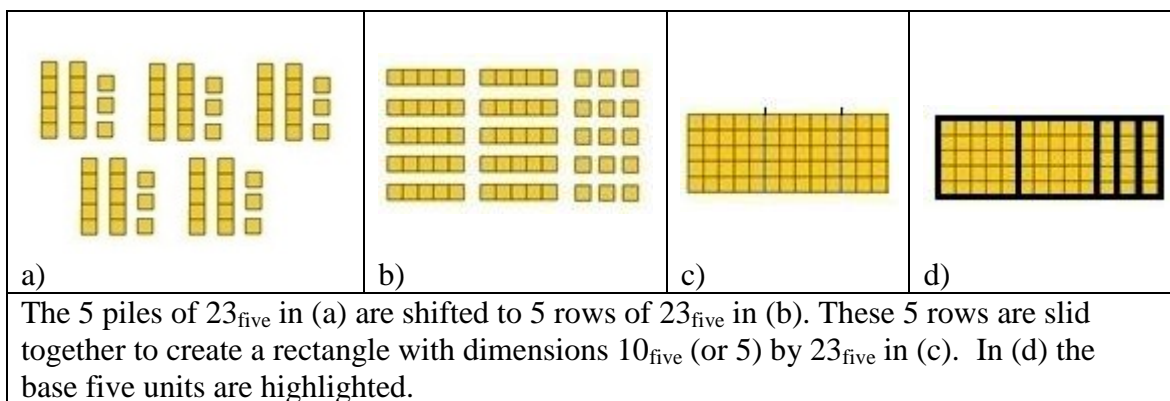 a)
b)
c)
d)
The 5 piles of 23five in (a) are shifted to 5 rows of 23five in (b). These 5 rows are slid
together to create a rectangle with dimensions 10five (or 5) by 23five in (c). In (d) the
base five units are highlighted.